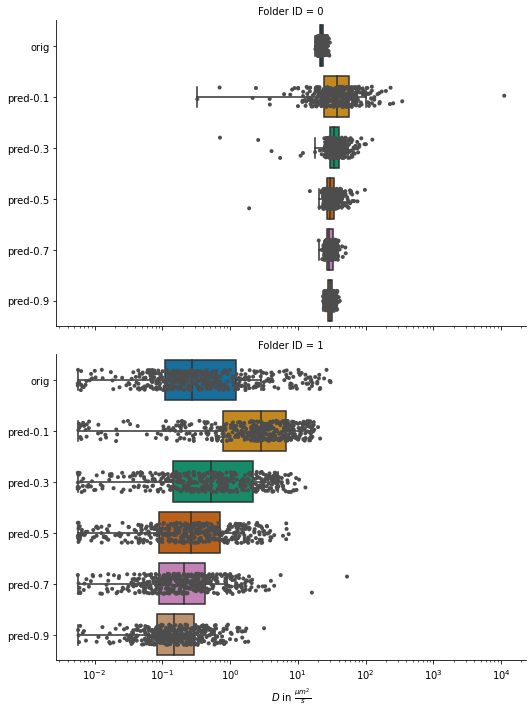 Folder ID = 0
orig
pred-0.1
pred-0.3
pred-0.5
pred-0.7
pred-0.9
Folder ID = 1
orig
pred-0.1
pred-0.3
pred-0.5
pred-0.7
pred-0.9
10⁻² 10⁻¹ 10⁰ 10¹ 10² 10³ 10⁴
D in μm²/s